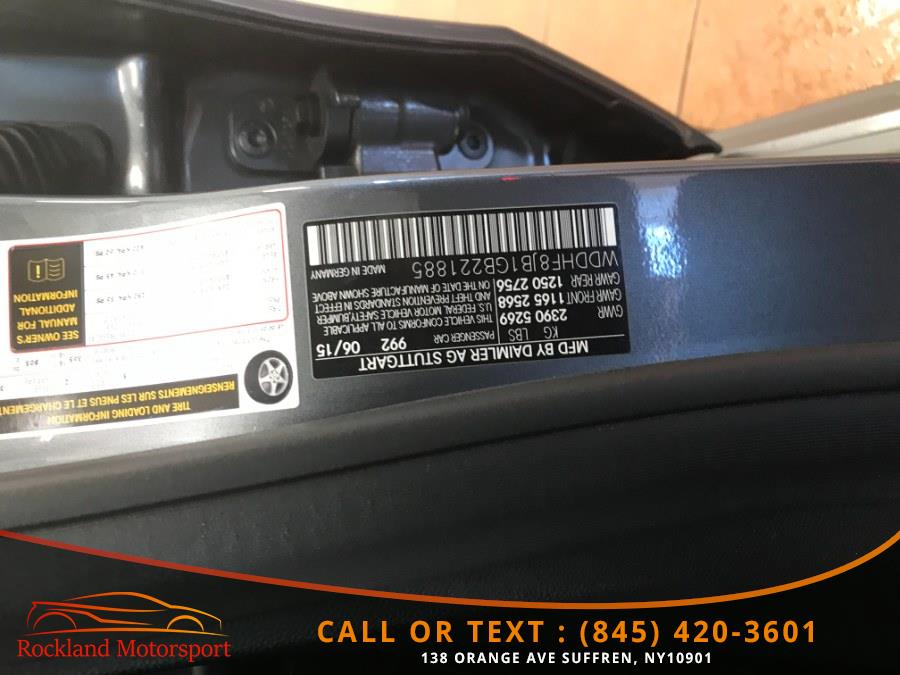 MFD BY DAIMLER AG STUTTGART
06/15
992
KG
LBS
PASSENGER CAR
GVWR
2390 5269
THIS VEHICLE CONFORMS TO ALL APPLICABLE
GAWR FRONT
1165 2568
U.S. FEDERAL MOTOR VEHICLE SAFETY/BUMPER
AND THEFT PREVENTION STANDARDS IN EFFECT
GAWR REAR
1250 2756
ON THE DATE OF MANUFACTURE SHOWN ABOVE
WDDHF8JB1GB221885
MADE IN GERMANY
TIRE AND LOADING INFORMATION
RENSEIGNEMENTS SUR LES PNEUS ET LE CHARGEMENT
SEE OWNER'S
MANUAL FOR
ADDITIONAL
INFORMATION
Rockland Motorsport
CALL OR TEXT : (845) 420-3601
138 ORANGE AVE SUFFREN, NY10901